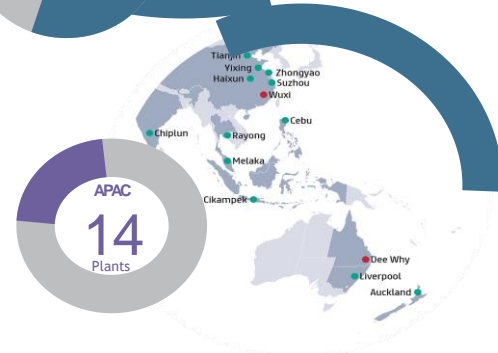 Tianjin
Yixing
Zhongyao
Haixun
Suzhou
Wuxi
Cebu
Chiplun
Rayong
Melaka
APAC
Cikampek
14
Plants
Dee Why
Liverpool
Auckland